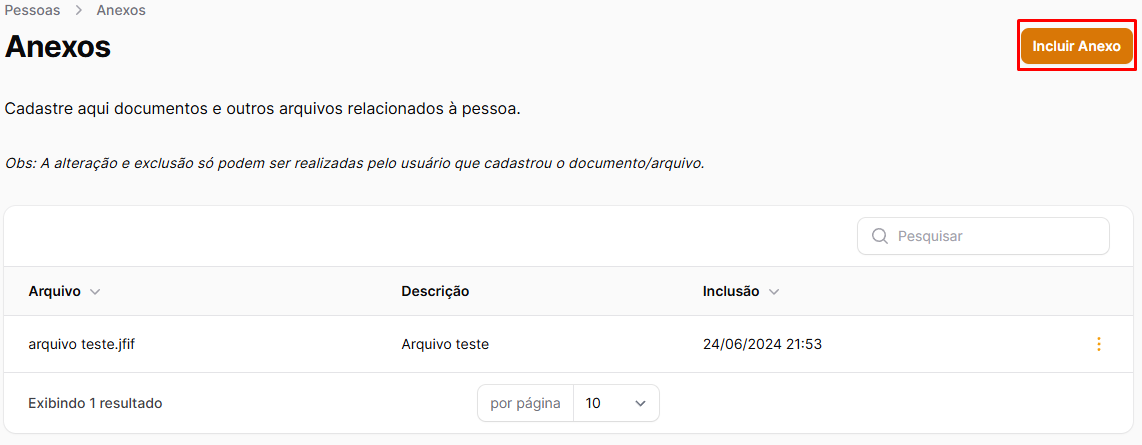 Pessoas > Anexos
Anexos
Incluir Anexo
Cadastre aqui documentos e outros arquivos relacionados à pessoa.
Obs: A alteração e exclusão só podem ser realizadas pelo usuário que cadastrou o documento/arquivo.
Pesquisar
Arquivo Descrição Inclusão
arquivo teste.jfif Arquivo teste 24/06/2024 21:53
Exibindo 1 resultado por página 10